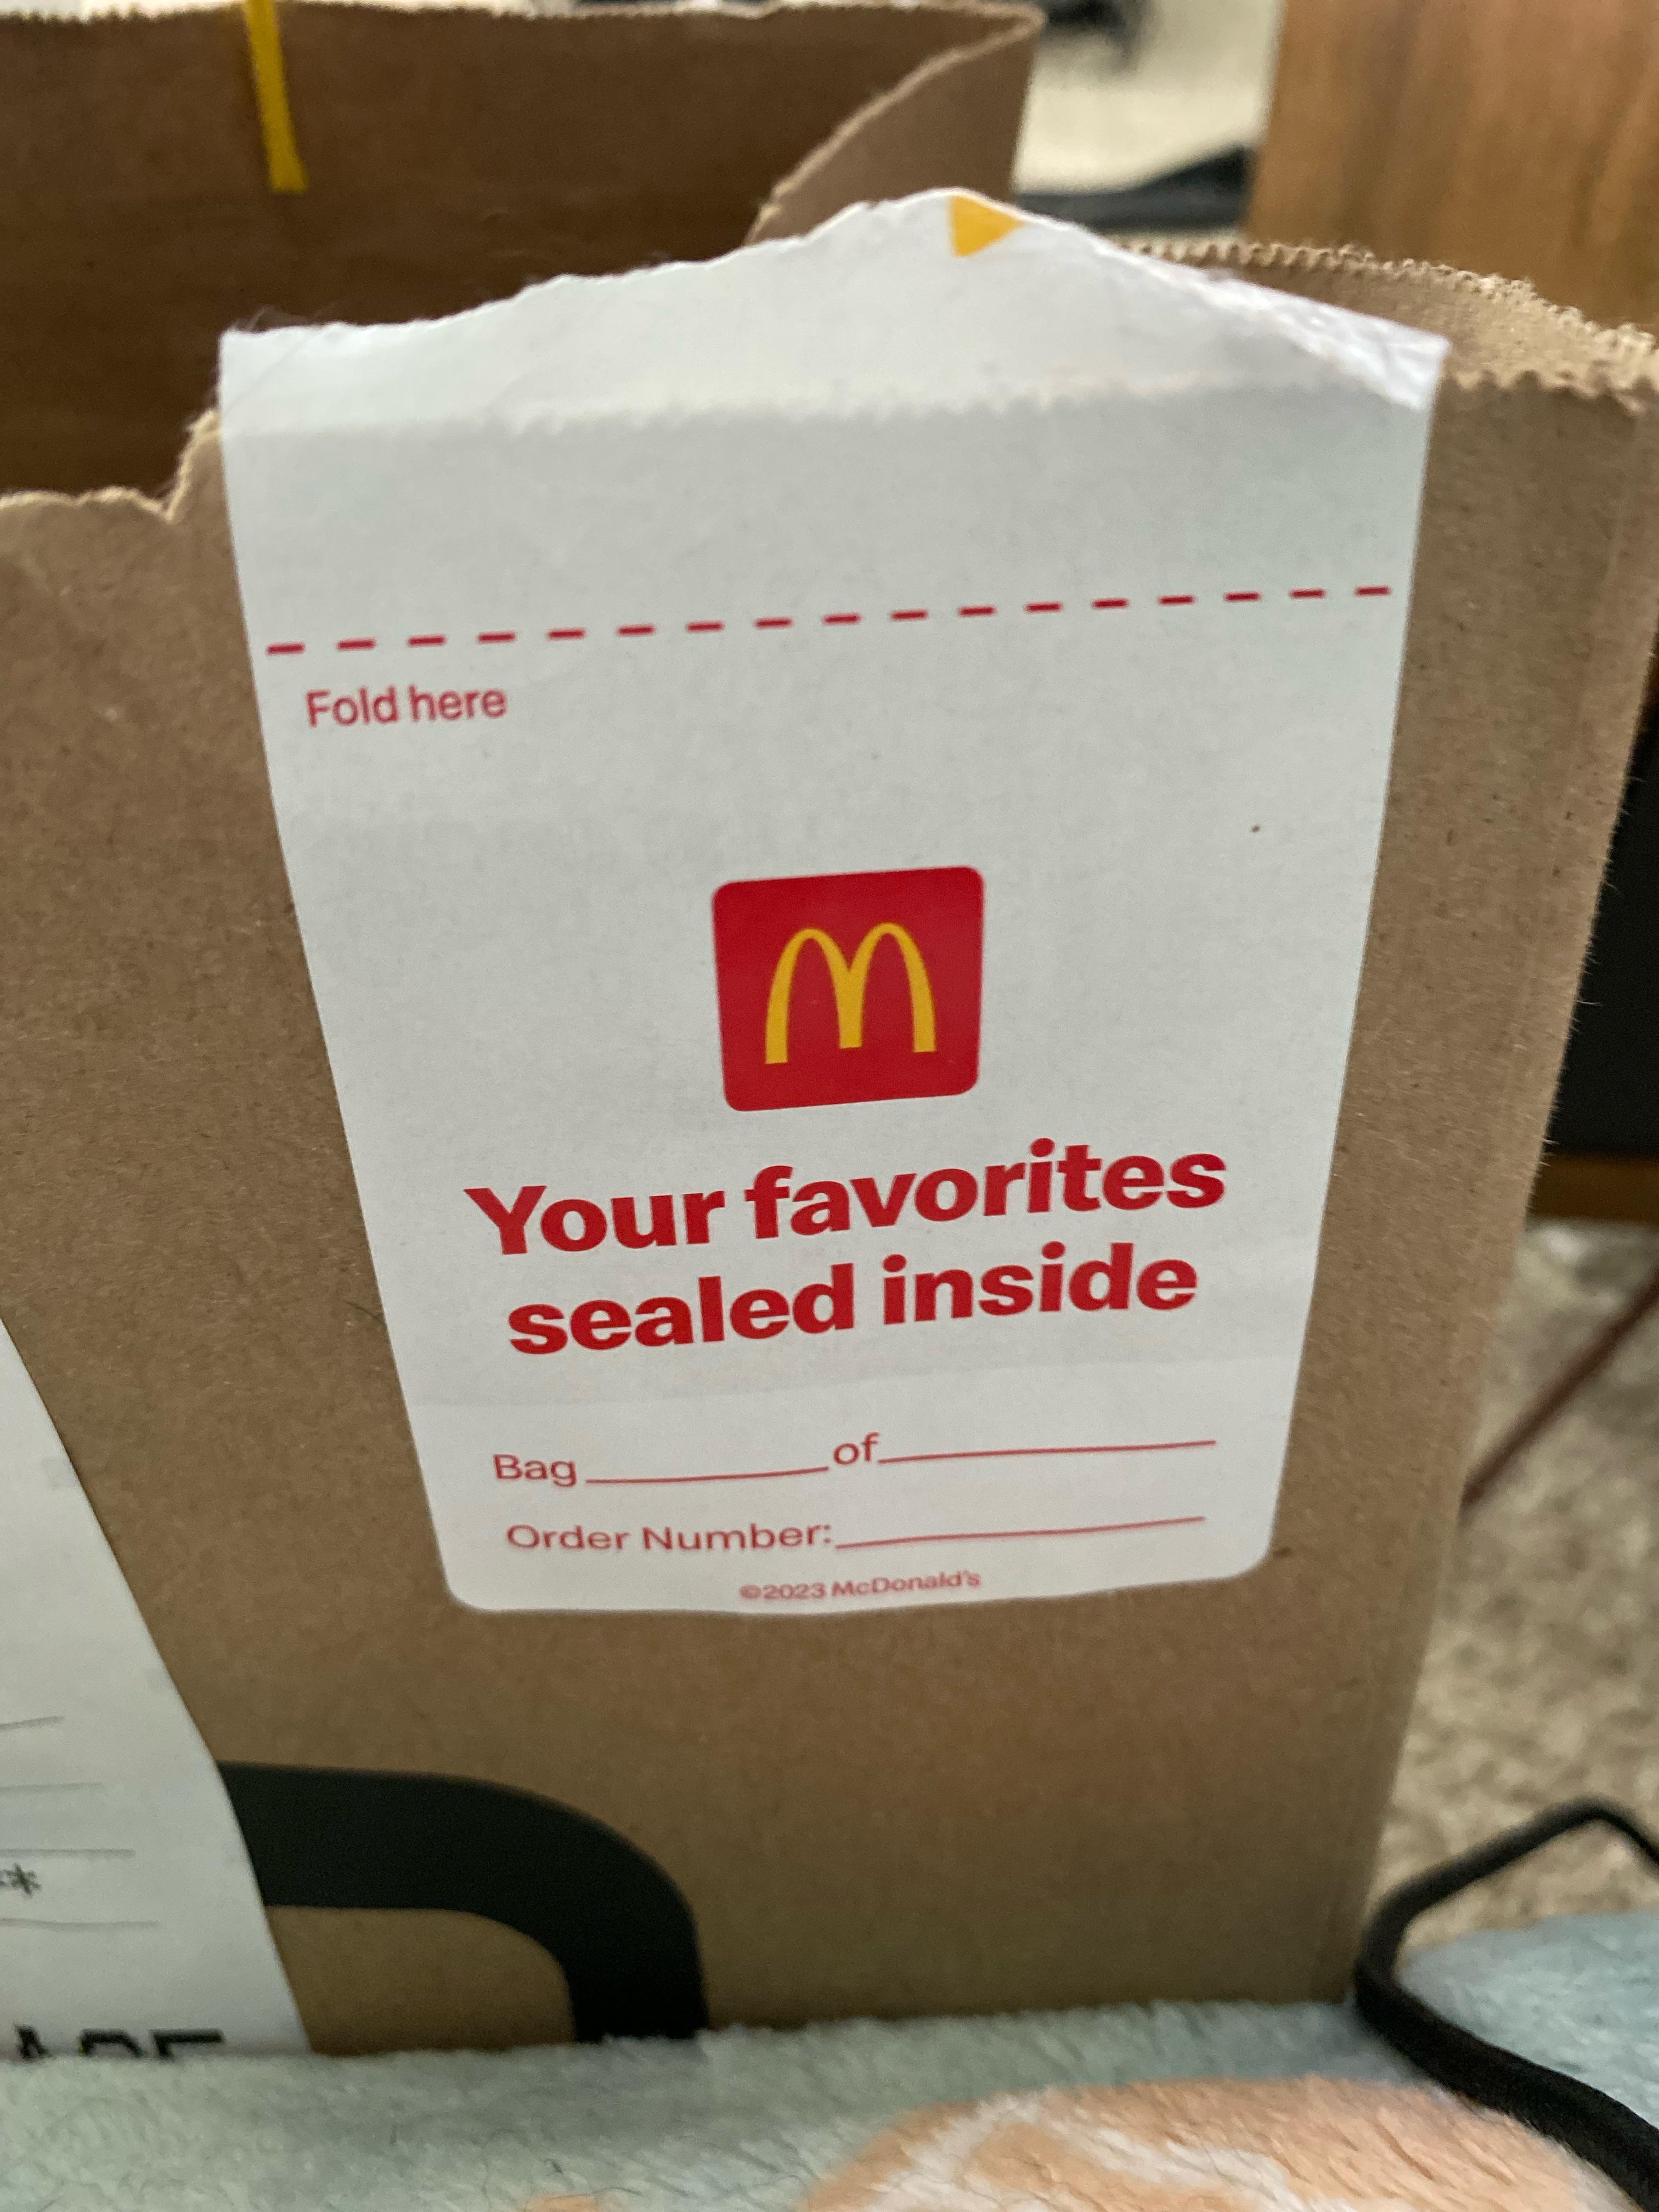 Fold here
Your favorites
sealed inside
Bag of
Order Number:
©2023 McDonald's
**